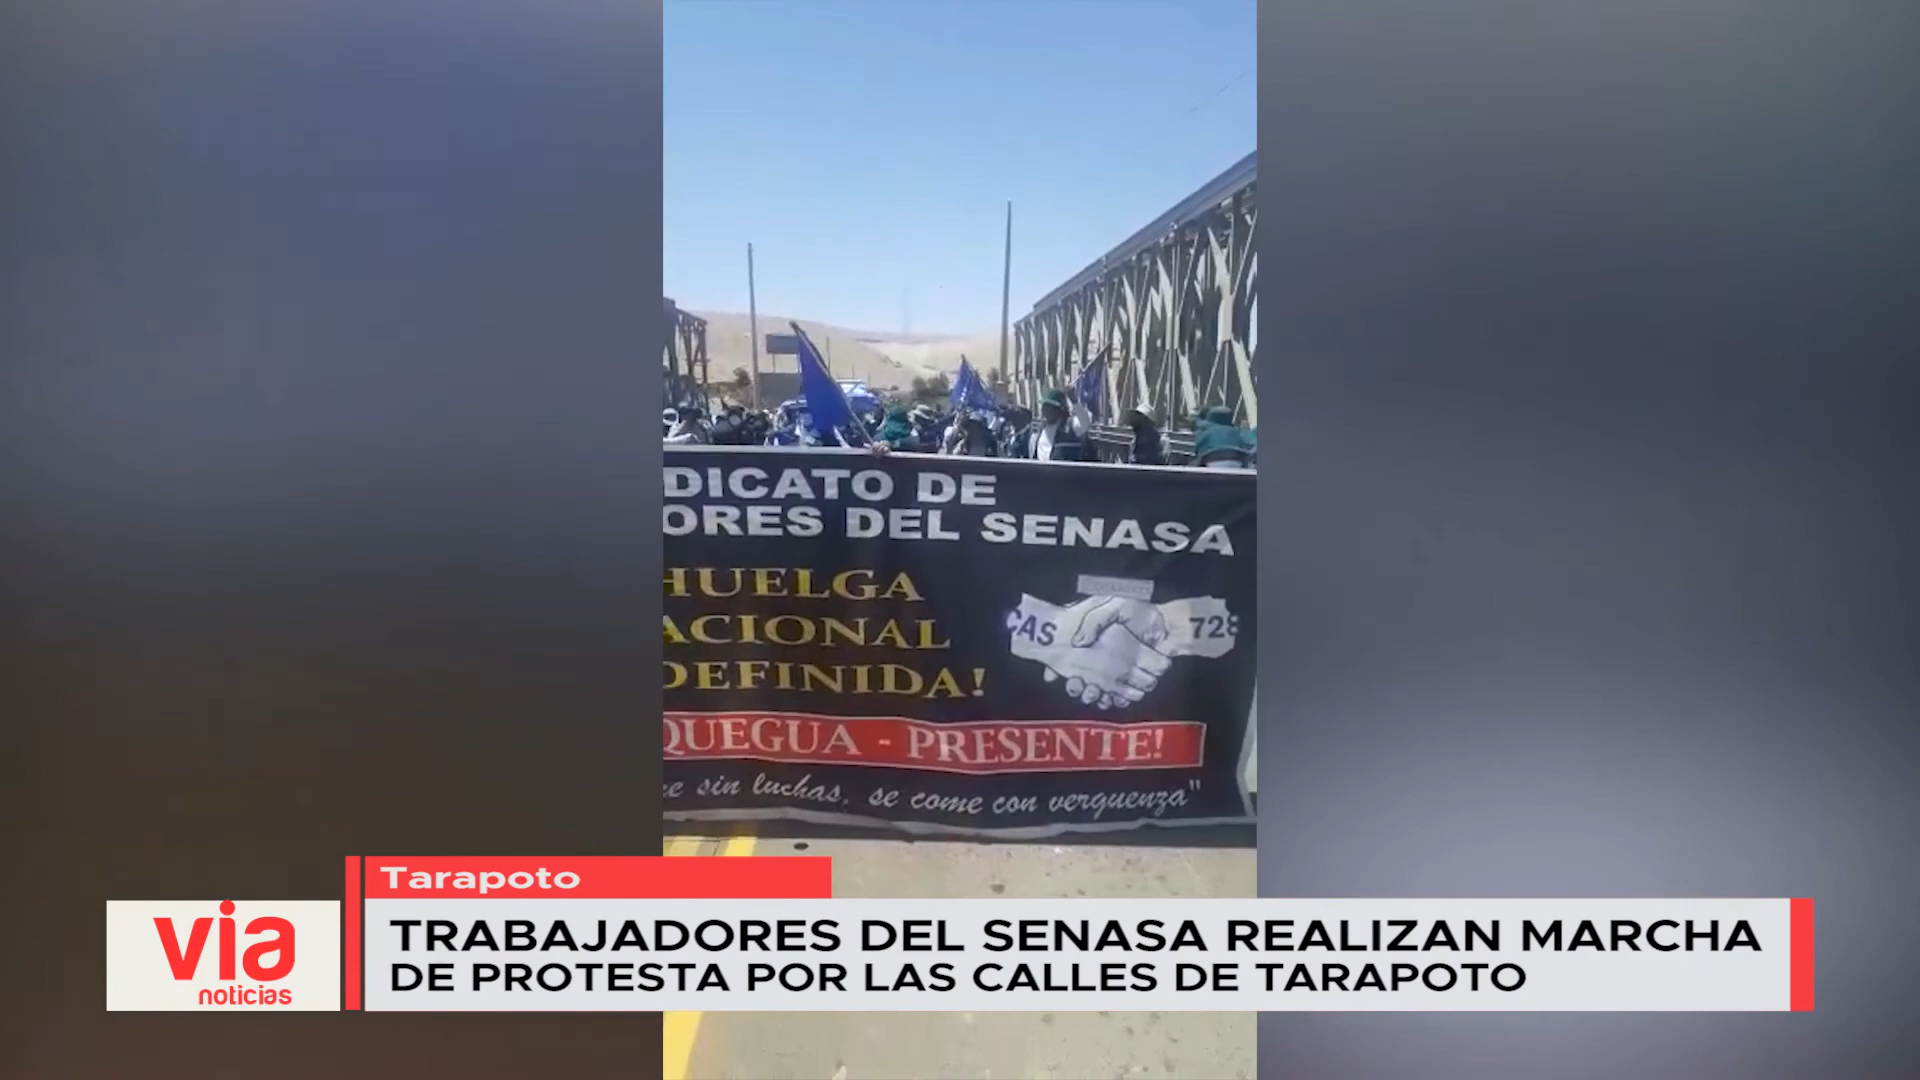 DICATO DE
ORES DEL SENASA
HUELGA
ACIONAL
DEFINIDA!
CAS 728
QUEGUA - PRESENTE!
e sin luchas, se come con verguenza"
Tarapoto
TRABAJADORES DEL SENASA REALIZAN MARCHA
DE PROTESTA POR LAS CALLES DE TARAPOTO
via
noticias